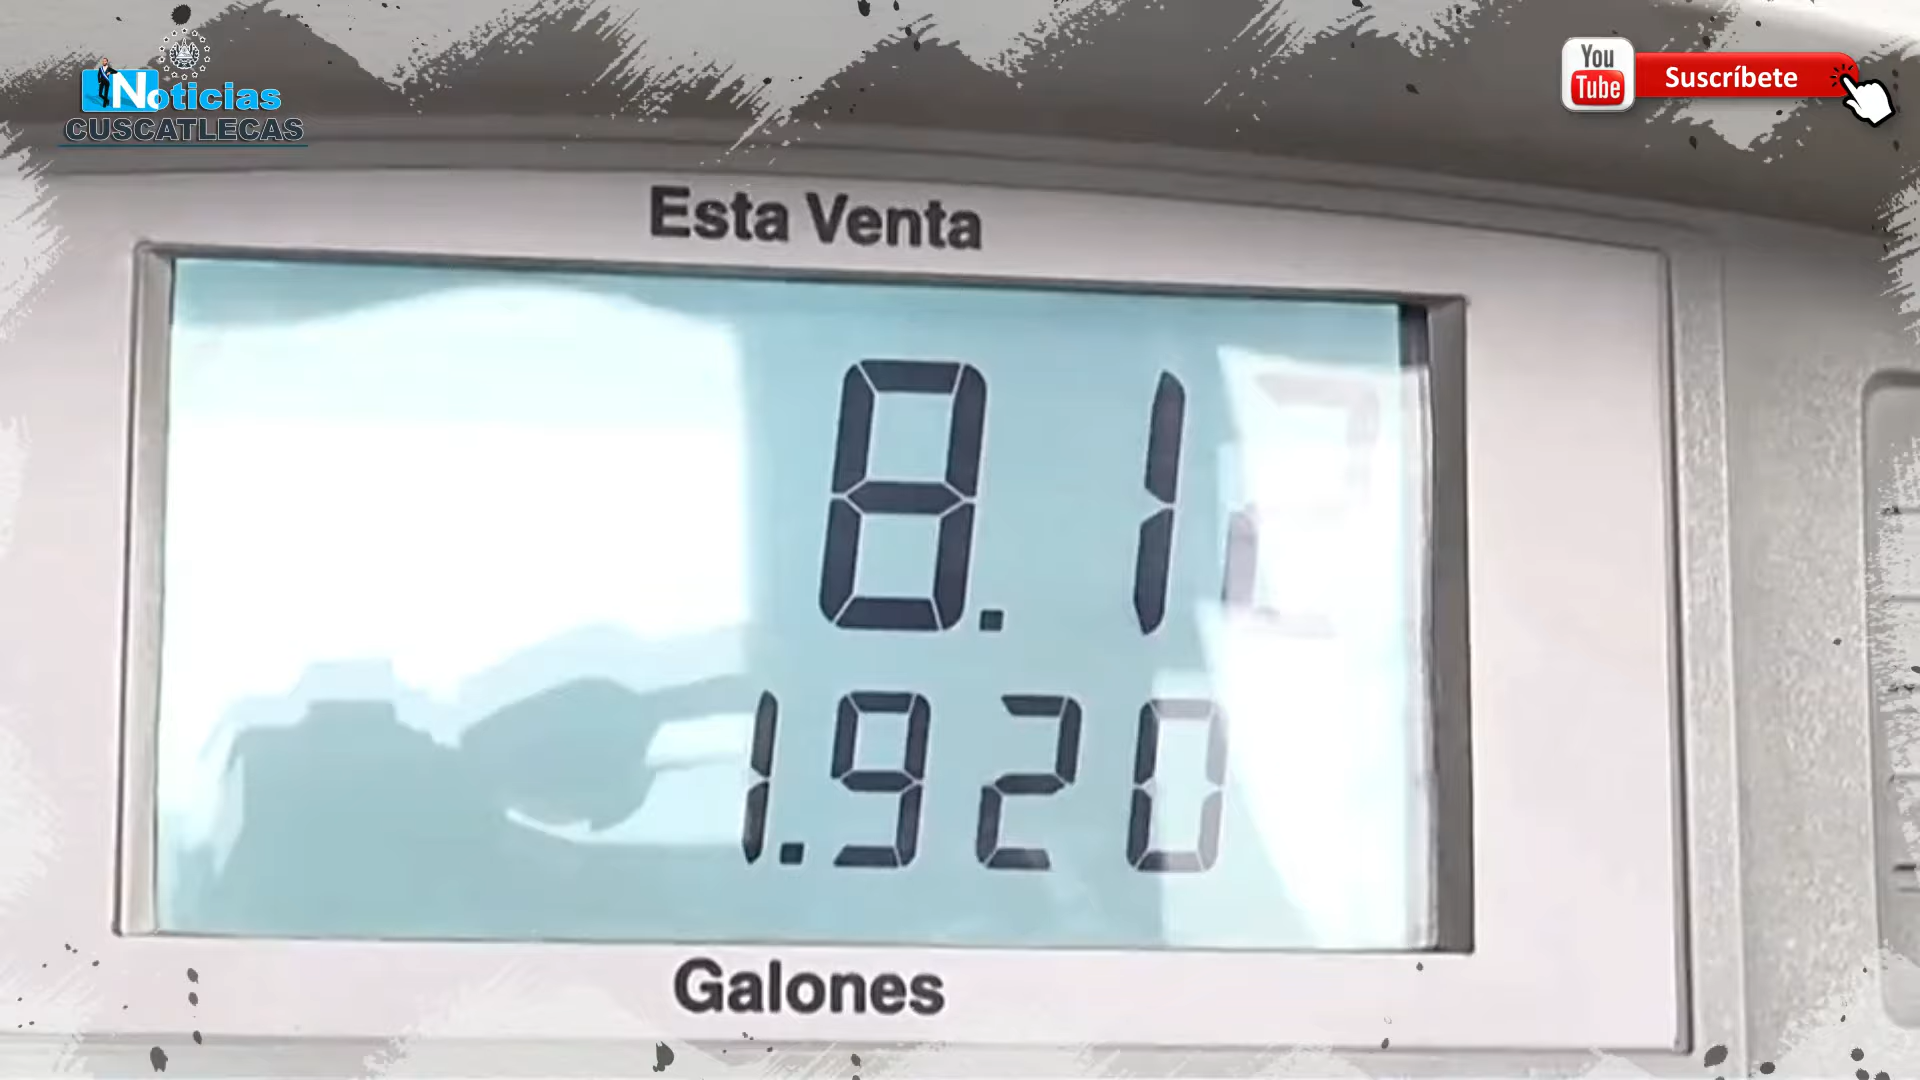 Noticias
CUSCATLECAS
You
Tube
Suscríbete
Esta Venta
8.1
1.920
Galones